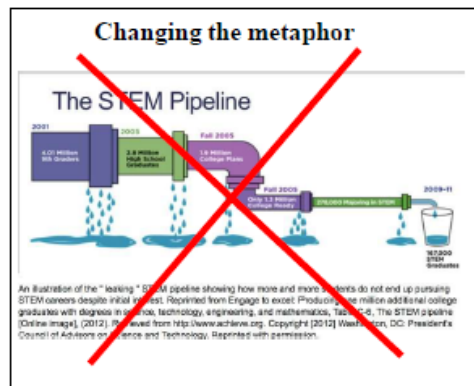 Changing the metaphor
The STEM Pipeline
2001
4.01 Million
9th Graders
2005
2.8 Million
High School
Graduates
Fall 2005
1.9 Million
College Plans
Fall 2005
Only 1.3 Million
College Ready
278,000 Majoring in STEM
2009-11
167,000
STEM
Graduates
An illustration of the " leaking " STEM pipeline showing how more and more students do not end up pursuing
STEM careers despite initial interest. Reprinted from Engage to excel: Producing one million additional college
graduates with degrees in science, technology, engineering, and mathematics, Table C-6, The STEM pipeline
[Online image], (2012). Retrieved from http://www.achieve.org. Copyright [2012] Washington, DC: President's
Council of Advisors on Science and Technology. Reprinted with permission.